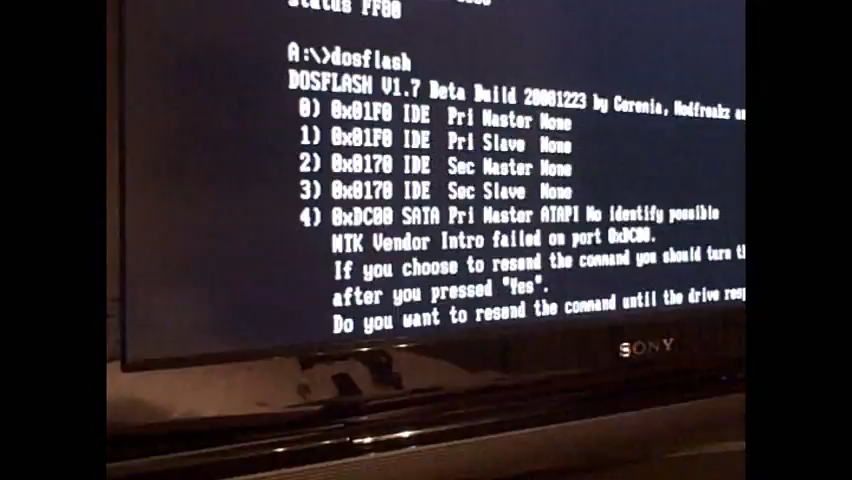 status FF80
A:\>dosflash
DOSFLASH V1.7 Beta Build 20081223 by Carania, Modfreakz an
0) 0x01F0 IDE Pri Master None
1) 0x01F0 IDE Pri Slave None
2) 0x0170 IDE Sec Master None
3) 0x0170 IDE Sec Slave None
4) 0xDC00 SATA Pri Master ATAPI No identify possible
MTK Vendor Intro failed on port 0xDC00.
If you choose to resend the command you should turn th
after you pressed "Yes".
Do you want to resend the command until the drive resp
SONY